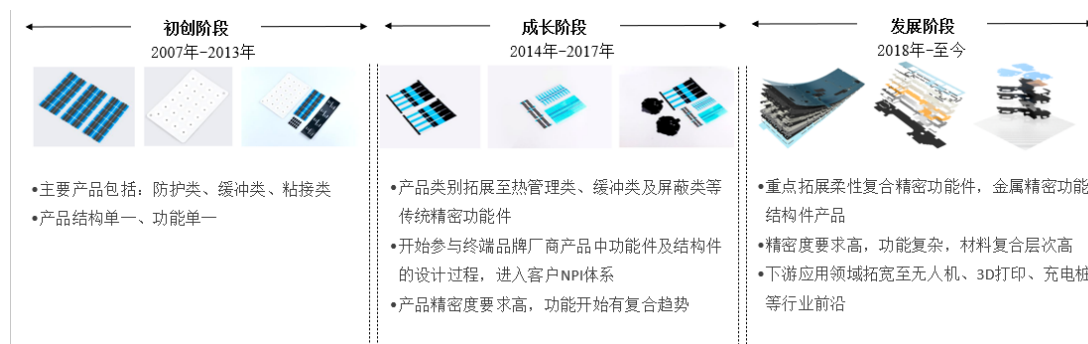 初创阶段
2007年-2013年
•主要产品包括：防护类、缓冲类、粘接类
•产品结构单一、功能单一
成长阶段
2014年-2017年
•产品类别拓展至热管理类、缓冲类及屏蔽类等
传统精密功能件
•开始参与终端品牌厂商产品中功能件及结构件
的设计过程，进入客户NPI体系
•产品精密度要求高，功能开始有复合趋势
发展阶段
2018年-至今
•重点拓展柔性复合精密功能件，金属精密功能
结构件产品
•精密度要求高，功能复杂，材料复合层次高
•下游应用领域拓宽至无人机、3D打印、充电桩
等行业前沿